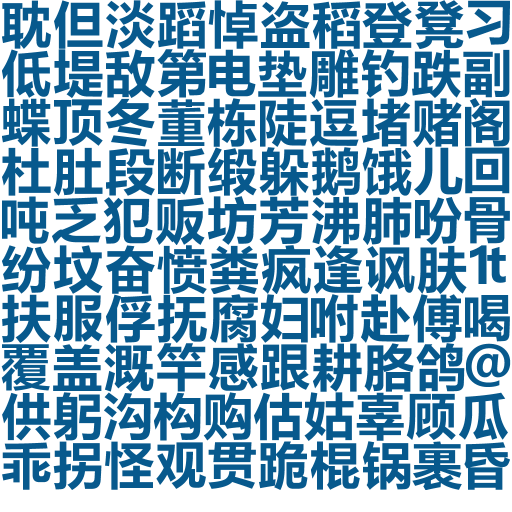 耽但淡蹈悼盗稻登凳习
低堤敌第电垫雕钓跌副
蝶顶冬董栋陡逗堵赌阁
杜肚段断缎躲鹅饿儿回
吨乏犯贩坊芳沸肺吩骨
纷坟奋愤粪疯逢讽肤1t
扶服俘抚腐妇咐赴傅喝
覆盖溉竿感跟耕胳鸽@
供躬沟构购估姑辜顾瓜
乖拐怪观贯跪棍锅裹昏